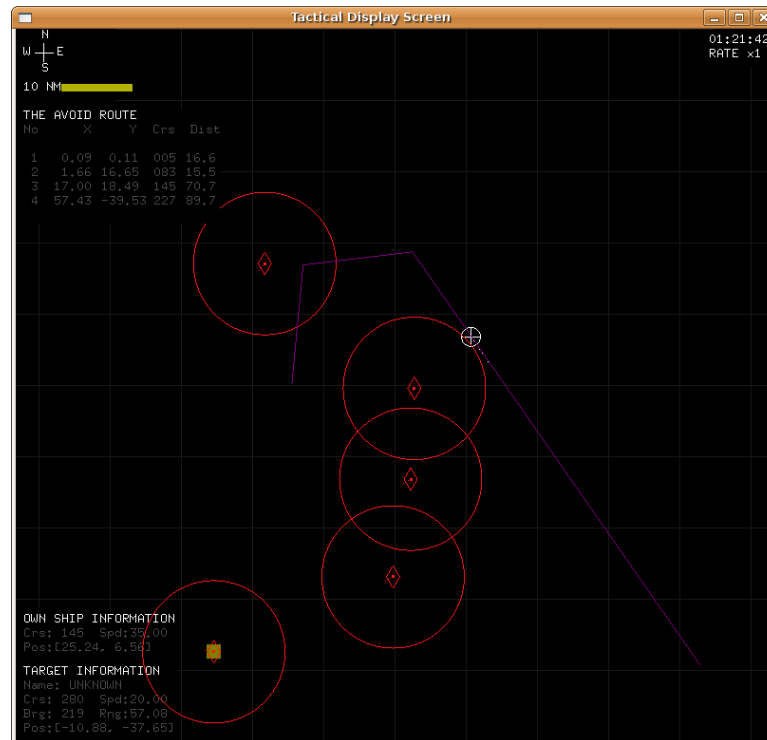 Tactical Display Screen
N
W E
S
01:21:42
RATE ×1
10 NM
THE AVOID ROUTE
No X Y Crs Dist
1 0.09 0.11 005 16.6
2 1.66 16.65 083 15.5
3 17.00 18.49 145 70.7
4 57.43 -39.53 227 89.7
OWN SHIP INFORMATION
Crs: 145 Spd:35.00
Pos:[25.24, 6.56]
TARGET INFORMATION
Name: UNKNOWN
Crs: 280 Spd:20.00
Brg: 219 Rng:57.08
Pos:[-10.88, -37.65]